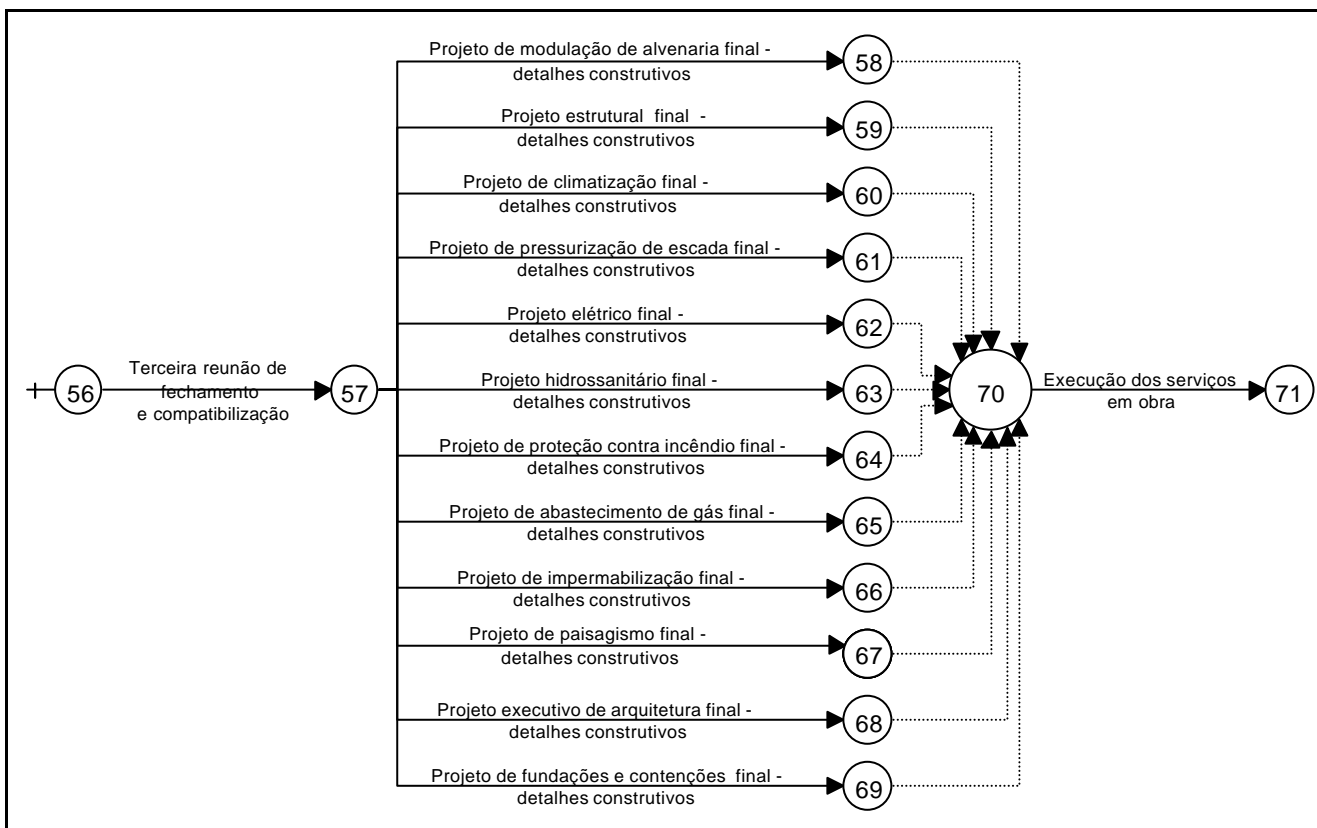 Projeto de modulação de alvenaria final -
detalhes construtivos
58
Projeto estrutural final -
detalhes construtivos
59
Projeto de climatização final -
detalhes construtivos
60
Projeto de pressurização de escada final -
detalhes construtivos
61
Projeto elétrico final -
detalhes construtivos
62
56
Terceira reunão de
fechamento
e compatibilização
57
Projeto hidrossanitário final -
detalhes construtivos
63
70
Execução dos serviços
em obra
71
Projeto de proteção contra incêndio final -
detalhes construtivos
64
Projeto de abastecimento de gás final -
detalhes construtivos
65
Projeto de impermabilização final -
detalhes construtivos
66
Projeto de paisagismo final -
detalhes construtivos
67
Projeto executivo de arquitetura final -
detalhes construtivos
68
Projeto de fundações e contenções final -
detalhes construtivos
69